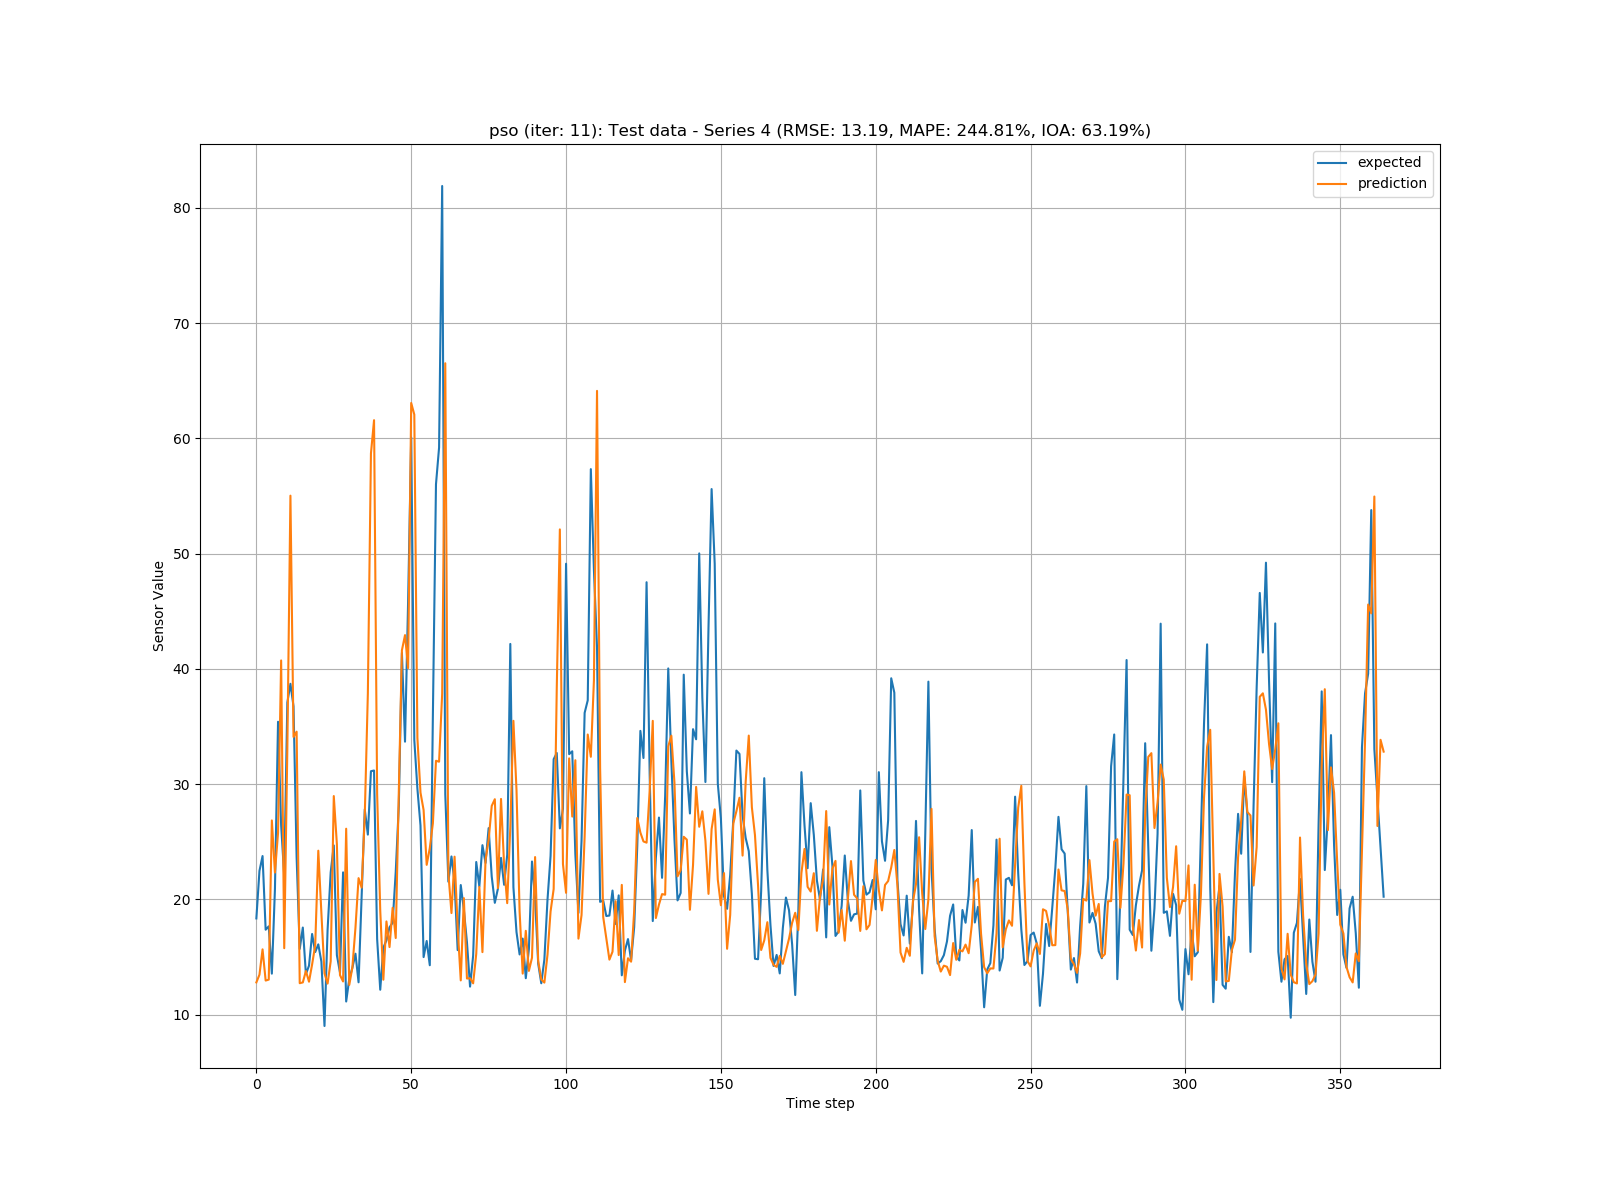 pso (iter: 11): Test data - Series 4 (RMSE: 13.19, MAPE: 244.81%, IOA: 63.19%)
expected
prediction
80
70
60
50
40
30
20
10
Sensor Value
0 50 100 150 200 250 300 350
Time step